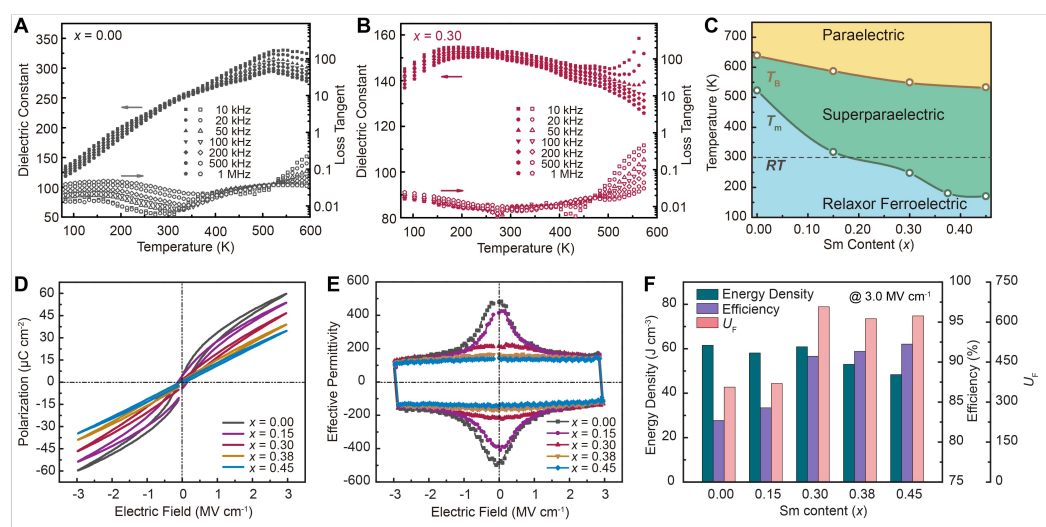 A
x = 0.00
350
325
300
275
250
225
200
175
150
125
100
75
50
Dielectric Constant
10 kHz
20 kHz
50 kHz
100 kHz
200 kHz
500 kHz
1 MHz
100
10
1
0.1
0.01
Loss Tangent
100 200 300 400 500 600
Temperature (K)
B
x = 0.30
160
140
120
100
80
Dielectric Constant
10 kHz
20 kHz
50 kHz
100 kHz
200 kHz
500 kHz
1 MHz
100
10
1
0.1
0.01
Loss Tangent
0 100 200 300 400 500 600
Temperature (K)
C
Paraelectric
TB
Superparaelectric
Tm
RT
Relaxor Ferroelectric
700
600
500
400
300
200
100
Temperature (K)
0.00 0.10 0.20 0.30 0.40
Sm Content (x)
D
60
45
30
15
0
-15
-30
-45
-60
Polarization (μC cm-2)
x = 0.00
x = 0.15
x = 0.30
x = 0.38
x = 0.45
-3 -2 -1 0 1 2 3
Electric Field (MV cm-1)
E
600
400
200
0
-200
-400
-600
Effective Permittivity
x = 0.00
x = 0.15
x = 0.30
x = 0.38
x = 0.45
-3 -2 -1 0 1 2 3
Electric Field (MV cm-1)
F
Energy Density
Efficiency
UF
@ 3.0 MV cm-1
80
60
40
20
0
Energy Density (J cm-3)
100
95
90
85
80
75
Efficiency (%)
750
600
450
300
150
0
UF
0.00 0.15 0.30 0.38 0.45
Sm content (x)